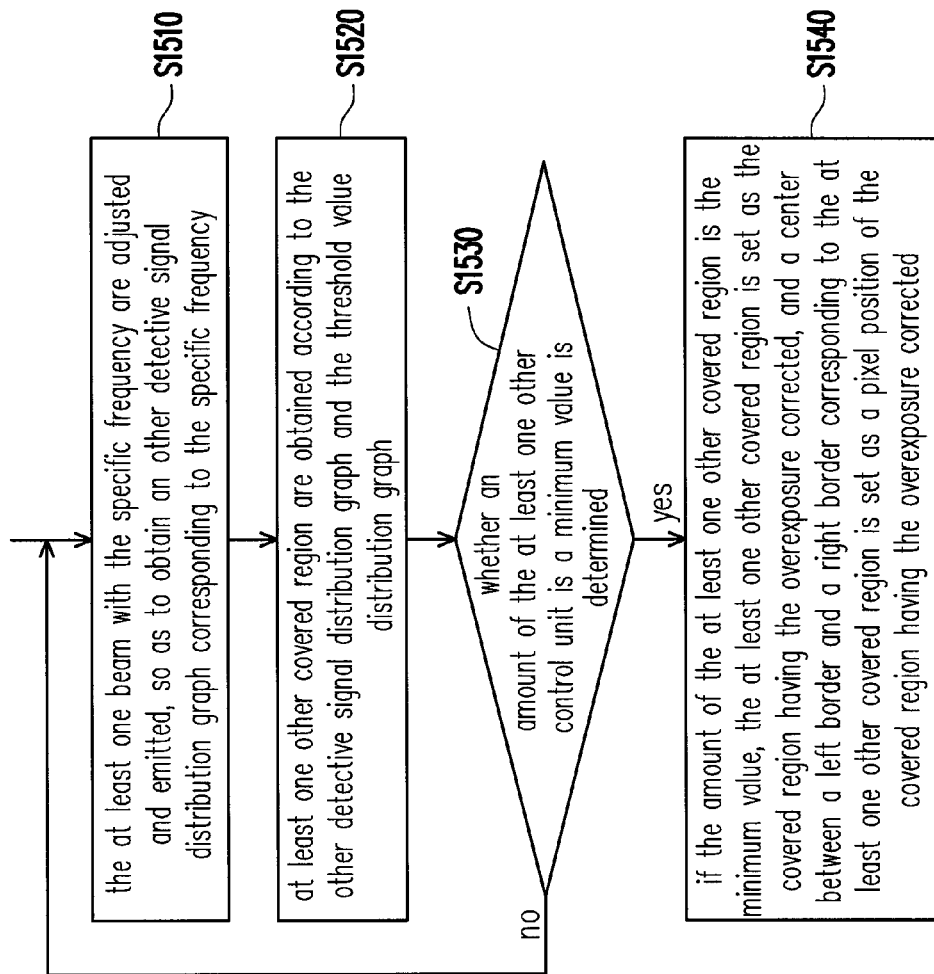 S1510
the at least one beam with the specific frequency are adjusted
and emitted, so as to obtain an other detective signal
distribution graph corresponding to the specific frequency
S1520
at least one other covered region are obtained according to the
other detective signal distribution graph and the threshold value
distribution graph
S1530
whether an
amount of the at least one other
control unit is a minimum value is
determined
no
yes
S1540
if the amount of the at least one other covered region is the
minimum value, the at least one other covered region is set as the
covered region having the overexposure corrected, and a center
between a left border and a right border corresponding to the at
least one other covered region is set as a pixel position of the
covered region having the overexposure corrected